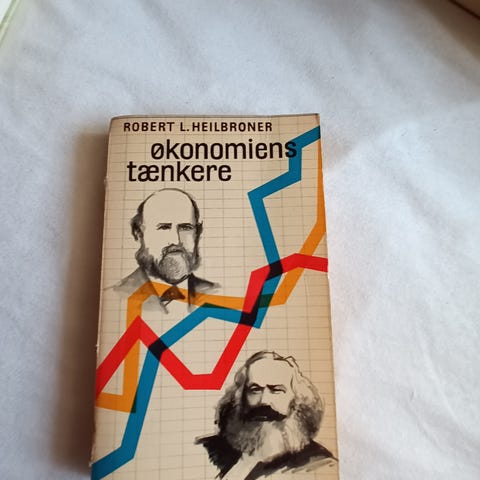 ROBERT L. HEILBRONER
økonomiens
tænkere